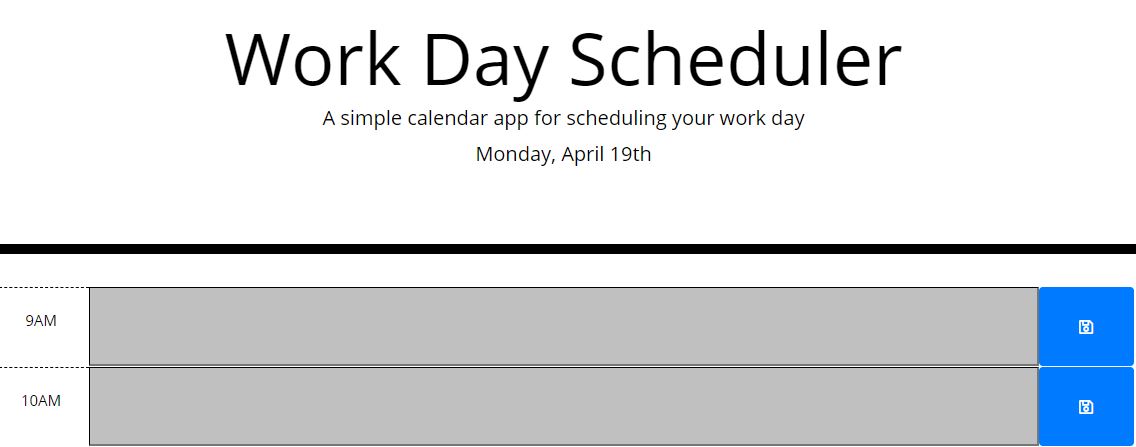 Work Day Scheduler
A simple calendar app for scheduling your work day
Monday, April 19th
9AM
10AM